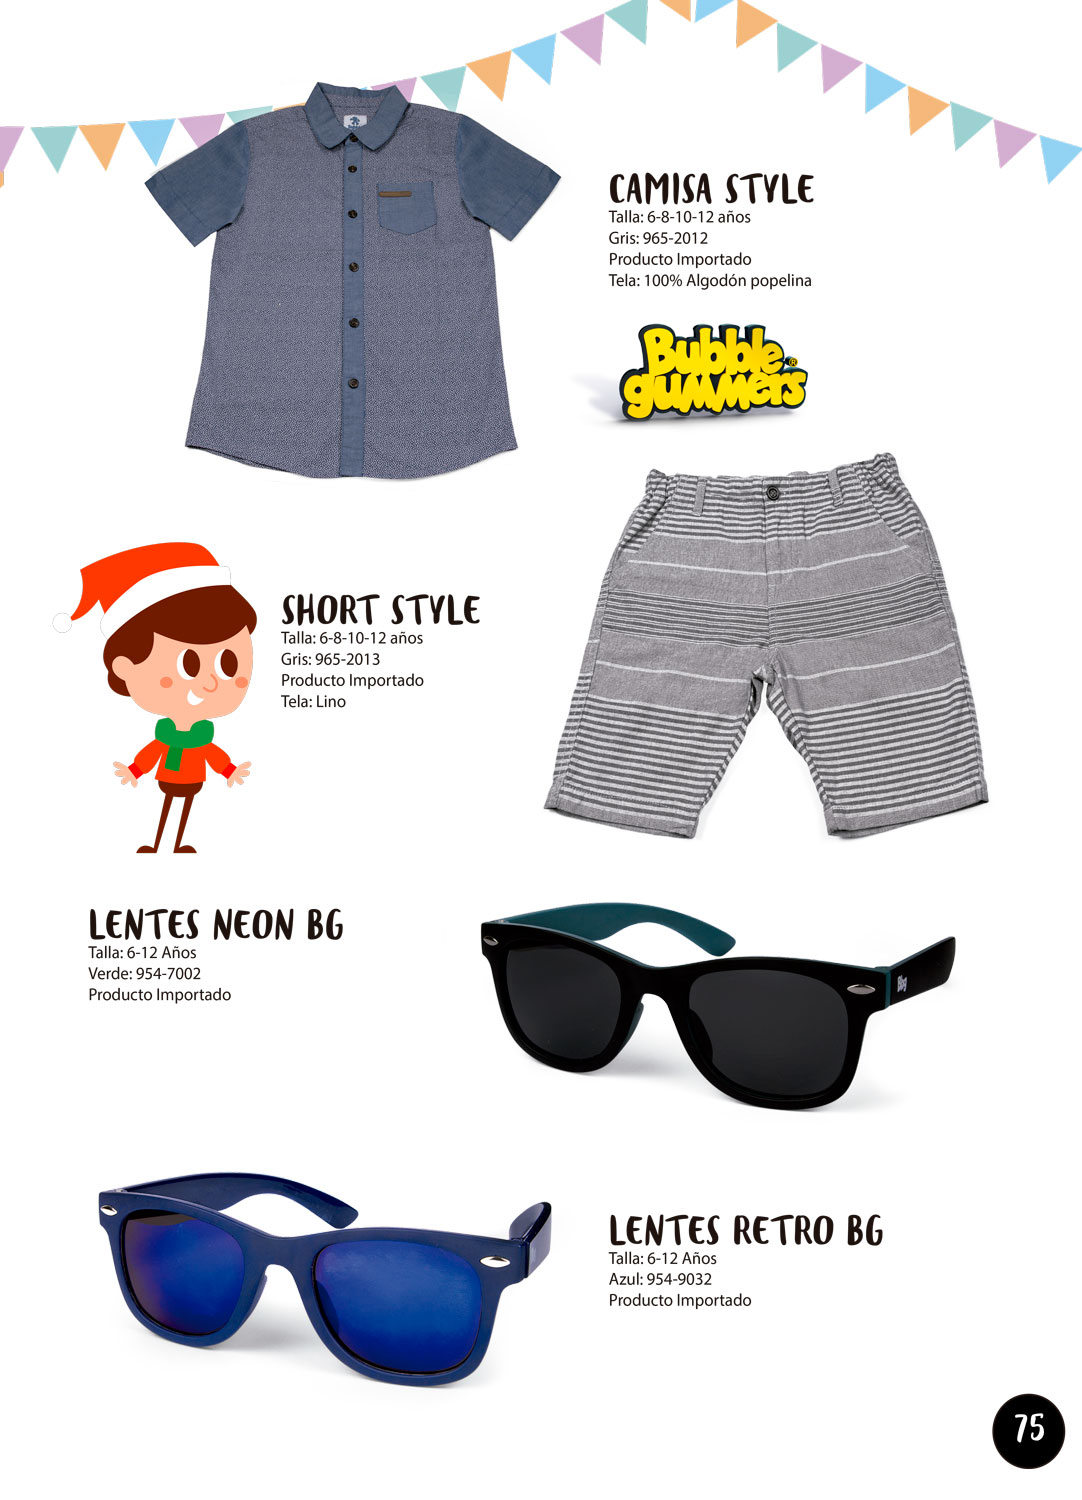 CAMISA STYLE
Talla: 6-8-10-12 años
Gris: 965-2012
Producto Importado
Tela: 100% Algodón popelina
Bubble
gummers®
SHORT STYLE
Talla: 6-8-10-12 años
Gris: 965-2013
Producto Importado
Tela: Lino
LENTES NEON BG
Talla: 6-12 Años
Verde: 954-7002
Producto Importado
Bbg
LENTES RETRO BG
Talla: 6-12 Años
Azul: 954-9032
Producto Importado
75